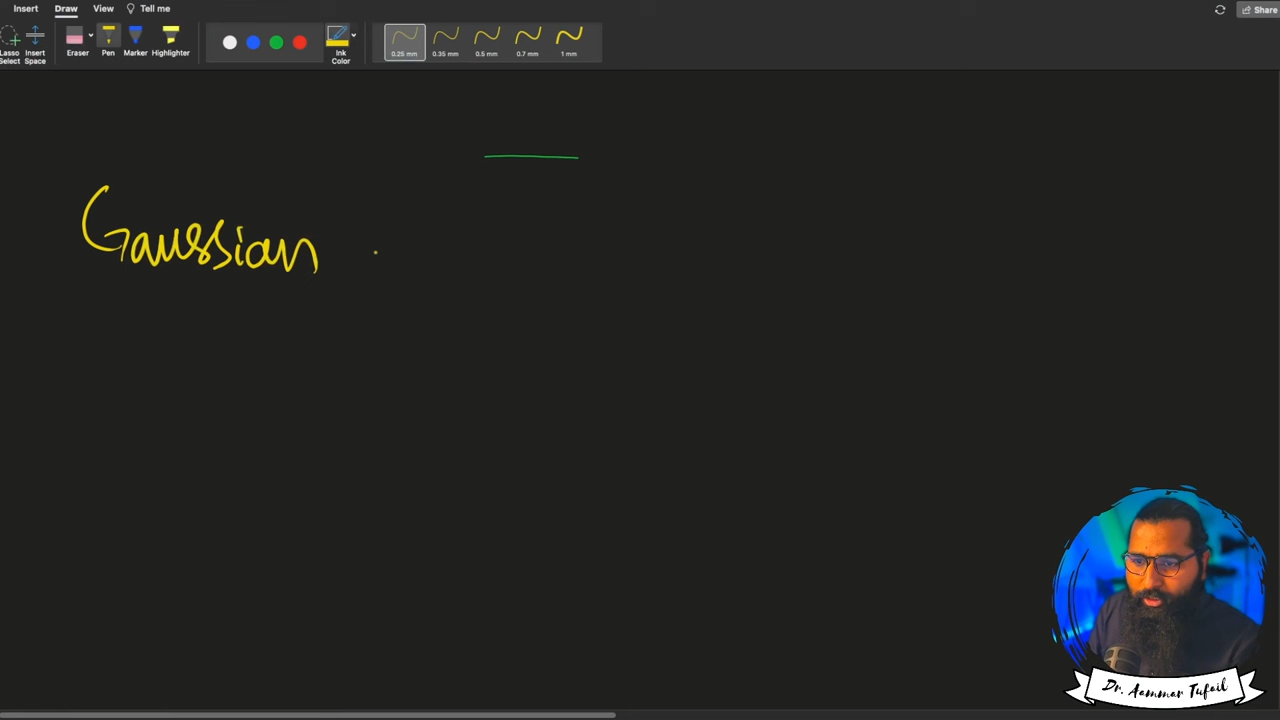 Insert Draw View Tell me Share
Lasso Select Insert Space Eraser Pen Marker Highlighter Ink Color 0.25 mm 0.35 mm 0.5 mm 0.7 mm 1 mm
Gaussian
Dr. Aammar Tufail